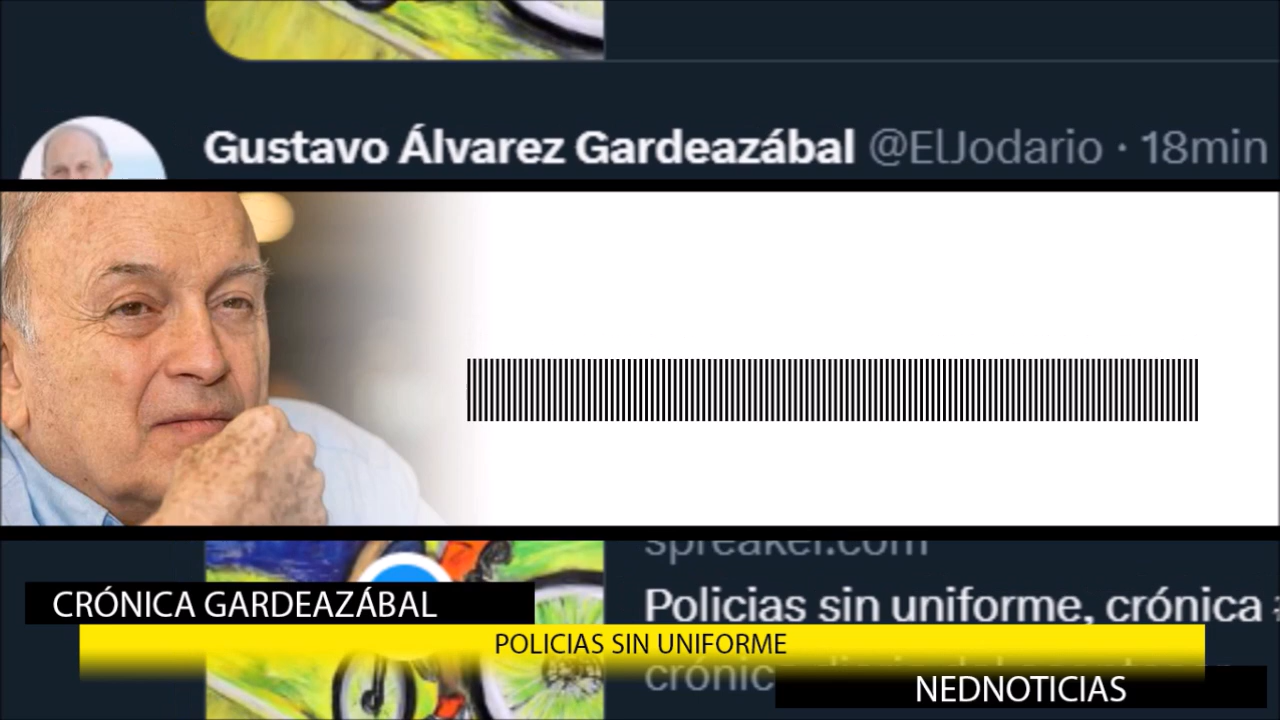 Gustavo Álvarez Gardeazábal @ElJodario · 18min
spreaker.com
CRÓNICA GARDEAZÁBAL
Policias sin uniforme, crónica
POLICIAS SIN UNIFORME
NEDNOTICIAS